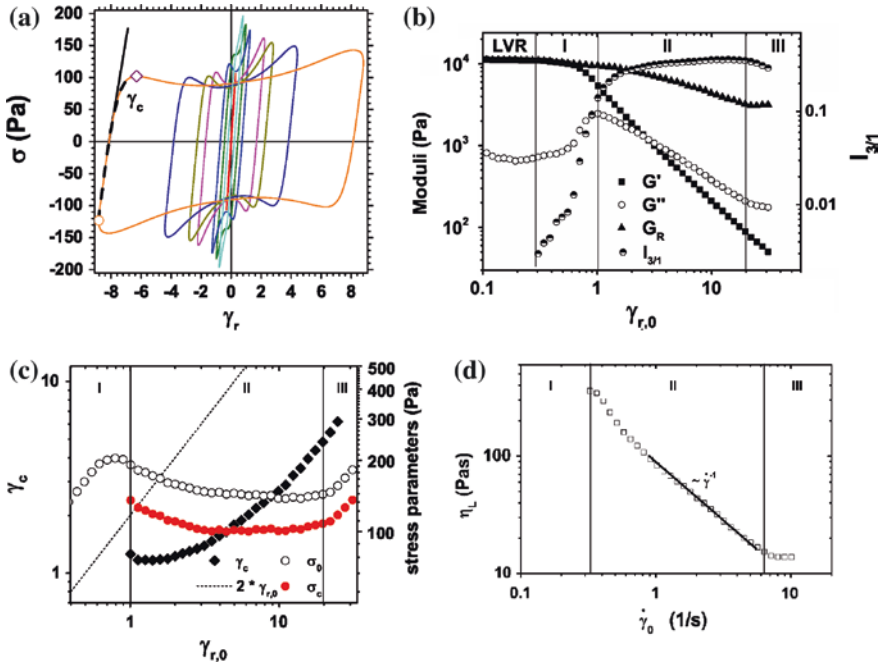 (a)
σ (Pa)
200
150
100
50
0
-50
-100
-150
-200
γc
-8 -6 -4 -2 0 2 4 6 8
γr
(b)
Moduli (Pa)
10⁴
10³
10²
LVR I II III
G'
G''
GR
I3/1
0.1
0.01
I3/1
0.1 1 10
γr,0
(c)
γc
10
1
I II III
500
400
300
200
100
stress parameters (Pa)
γc σ0
2 * γr,0 σc
1 10
γr,0
(d)
ηL (Pas)
100
10
I II III
~ γ̇⁻¹
0.1 1 10
γ̇0 (1/s)